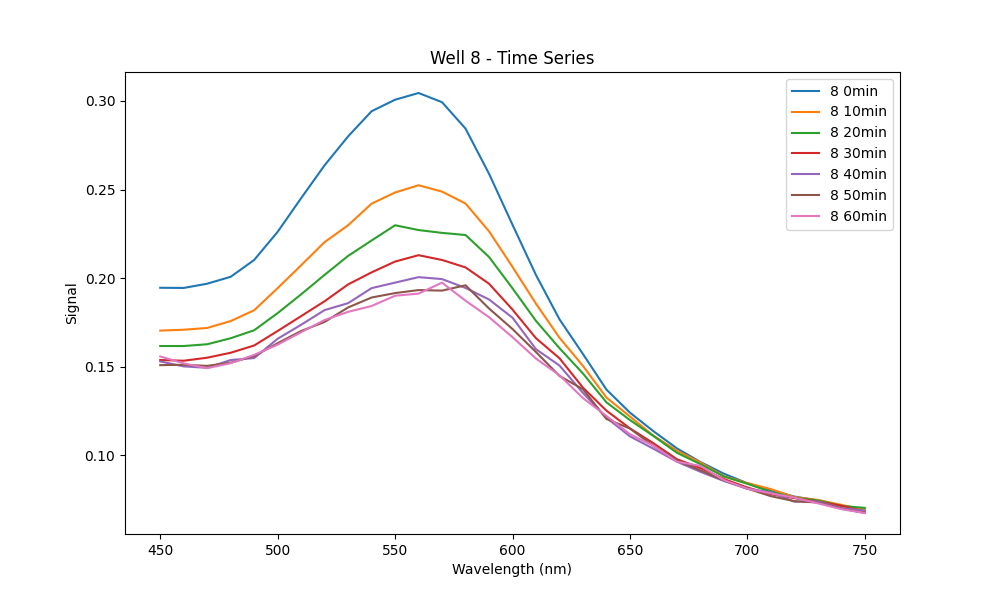 Well 8 - Time Series
8 0min
8 10min
8 20min
8 30min
8 40min
8 50min
8 60min
Signal
0.30
0.25
0.20
0.15
0.10
450 500 550 600 650 700 750
Wavelength (nm)